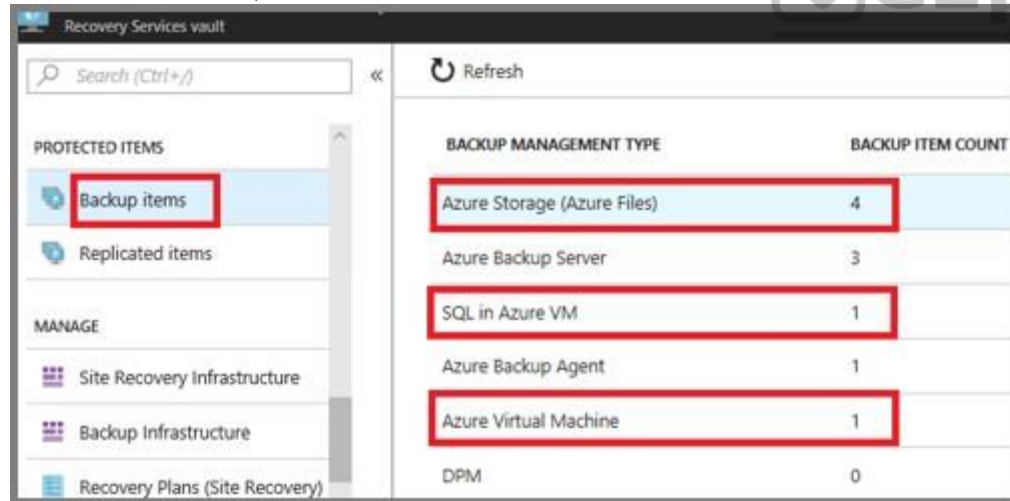 Recovery Services vault
Search (Ctrl+/)
«
Refresh
PROTECTED ITEMS
Backup items
Replicated items
MANAGE
Site Recovery Infrastructure
Backup Infrastructure
Recovery Plans (Site Recovery)
BACKUP MANAGEMENT TYPE BACKUP ITEM COUNT
Azure Storage (Azure Files) 4
Azure Backup Server 3
SQL in Azure VM 1
Azure Backup Agent 1
Azure Virtual Machine 1
DPM 0